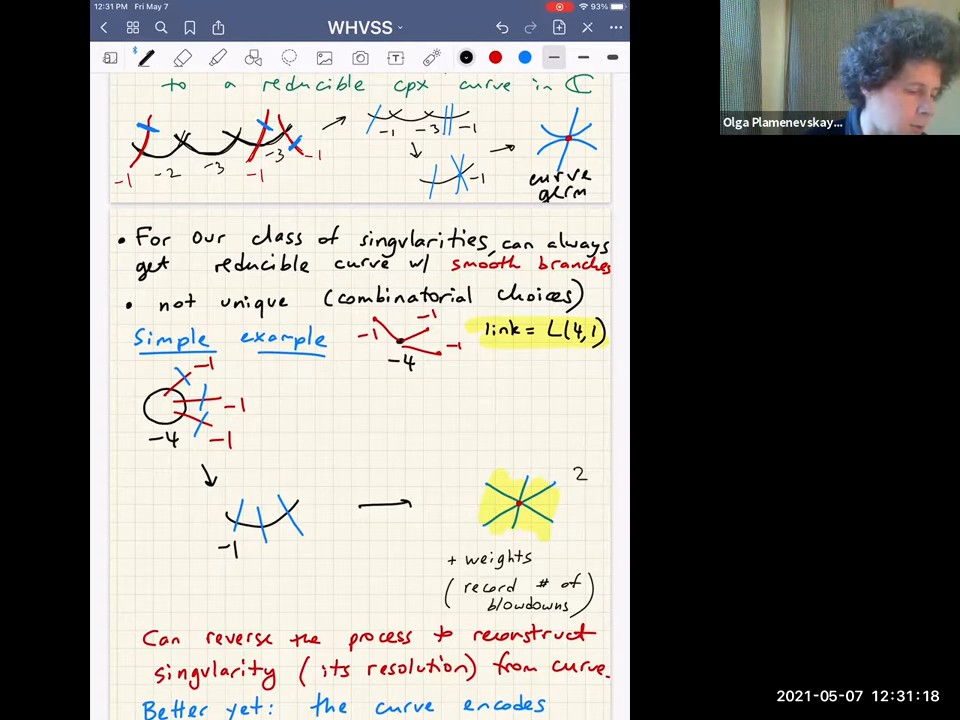 12:31 PM Fri May 7
93%
WHVSS
T
to a reducible cpx curve in ℂ
-1 -2 -3 -1 -3 -1
-1 -3 -1
-1
curve
germ
• For our class of singularities, can always
get reducible curve w/ smooth branches
• not unique (combinatorial choices)
Simple example
-1 -1 -1 -4
link = L(4,1)
-1
-1
-1
-4
2
-1
+ weights
(record # of
blowdowns)
Can reverse the process to reconstruct
singularity (its resolution) from curve.
Better yet: the curve encodes
Olga Plamenevskay...
2021-05-07 12:31:18